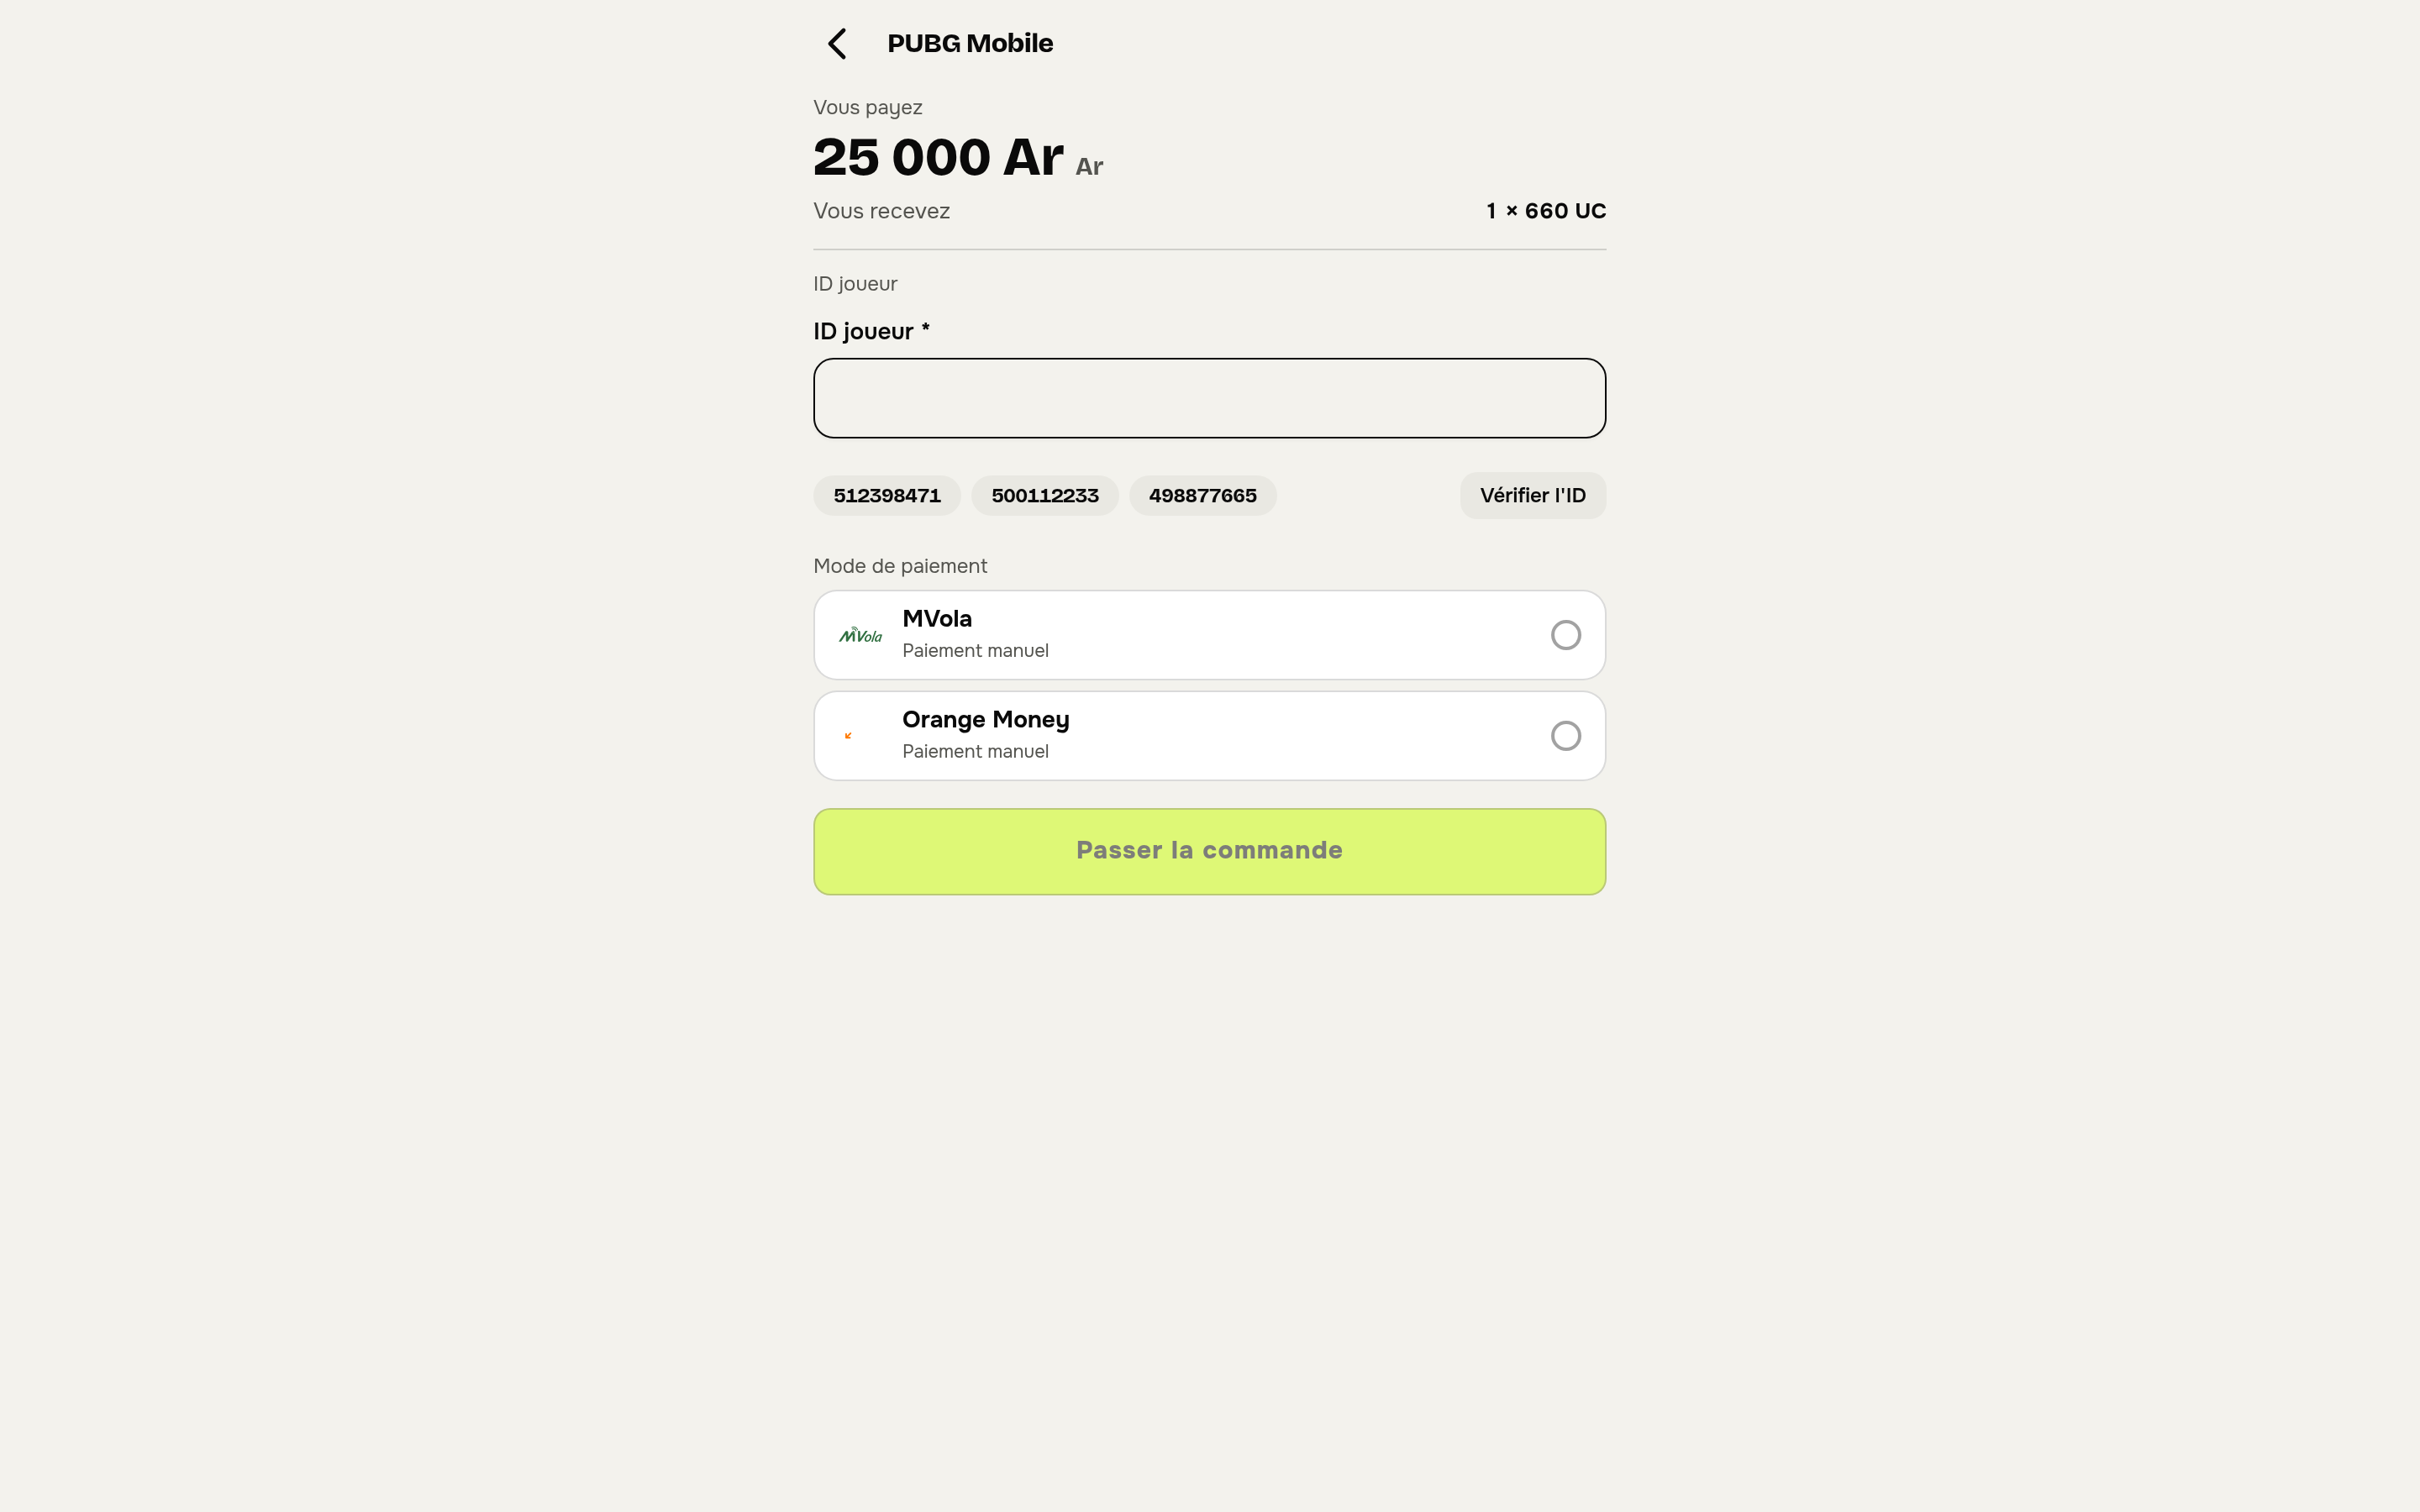 PUBG Mobile
Vous payez
25 000 Ar Ar
Vous recevez 1 × 660 UC
ID joueur
ID joueur *
512398471 500112233 498877665 Vérifier l'ID
Mode de paiement
MVola MVola
Paiement manuel
Orange Money
Paiement manuel
Passer la commande